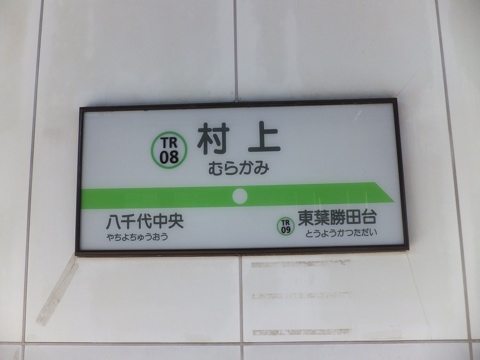 TR
08
村上
むらかみ
八千代中央
やちよちゅうおう
TR
09
東葉勝田台
とうようかつただい